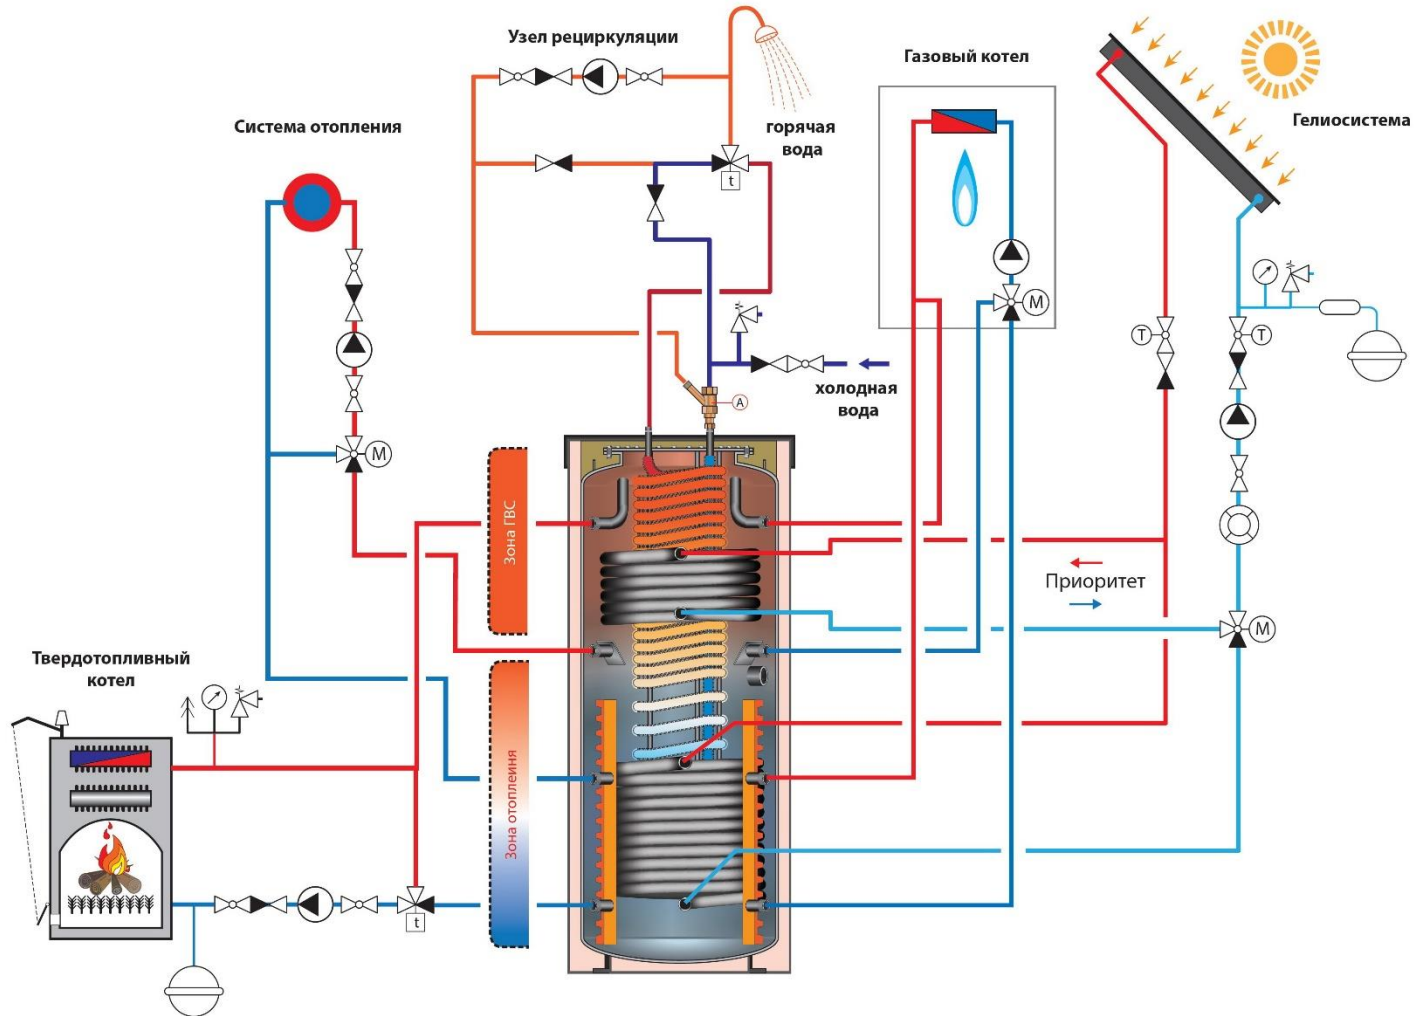 Узел рециркуляции
Газовый котел
Система отопления
горячая
вода
Гелиосистема
t
M
T
T
холодная
вода
A
M
Зона ГВС
Приоритет
M
Твердотопливный
котел
Зона отоплеиня
t